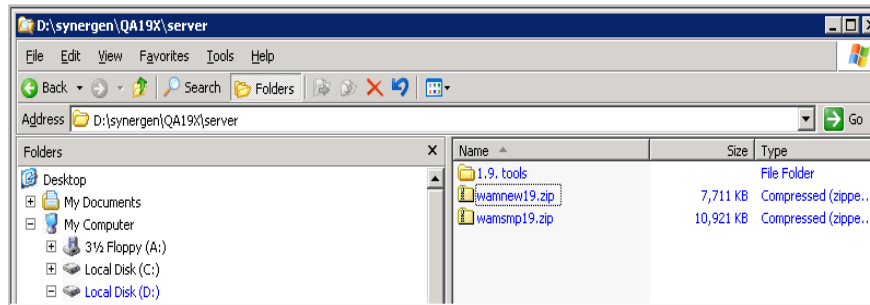 D:\synergen\QA19X\server
File Edit View Favorites Tools Help
Back Search Folders
Address D:\synergen\QA19X\server Go
Folders x Name Size Type
Desktop
My Documents
My Computer
3½ Floppy (A:)
Local Disk (C:)
Local Disk (D:)
1.9. tools File Folder
wamnew19.zip 7,711 KB Compressed (zippe...
wamsmp19.zip 10,921 KB Compressed (zippe...